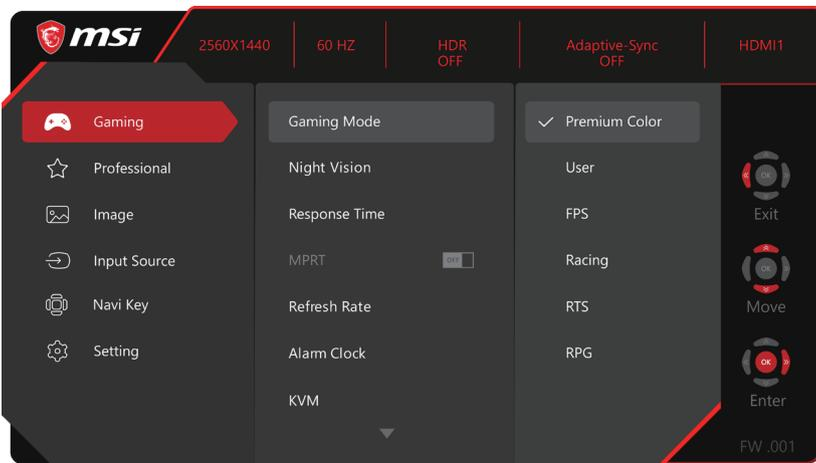 msi
2560X1440
60 HZ
HDR
OFF
Adaptive-Sync
OFF
HDMI1
Gaming
Professional
Image
Input Source
Navi Key
Setting
Gaming Mode
Night Vision
Response Time
MPRT
OFF
Refresh Rate
Alarm Clock
KVM
Premium Color
User
FPS
Racing
RTS
RPG
OK
Exit
OK
Move
OK
Enter
FW .001